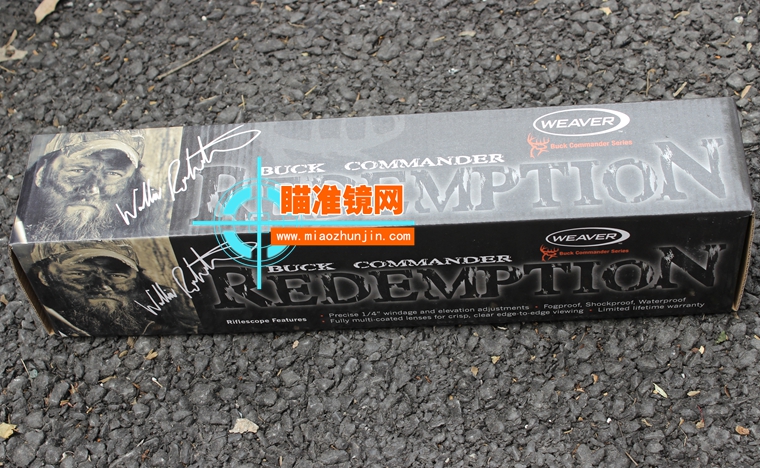 WEAVER
Buck Commander Series
BUCK COMMANDER
REDEMPTION
瞄准镜网
www.miaozhunjin.com
WEAVER
Buck Commander Series
BUCK COMMANDER
REDEMPTION
Riflescope Features
• Precise 1/4" windage and elevation adjustments • Fogproof, Shockproof, Waterproof
• Fully multi-coated lenses for crisp, clear edge-to-edge viewing • Limited lifetime warranty